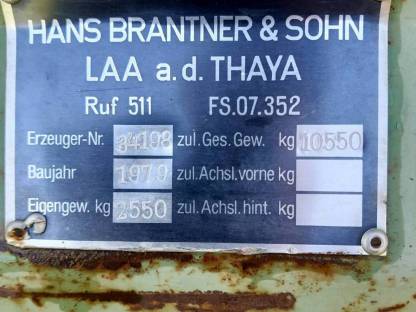 HANS BRANTNER & SOHN
LAA a.d. THAYA
Ruf 511 FS.07.352
Erzeuger-Nr. 34198 zul. Ges. Gew. kg 10550
Baujahr 1979 zul. Achsl. vorne kg
Eigengew. kg 2550 zul. Achsl. hint. kg